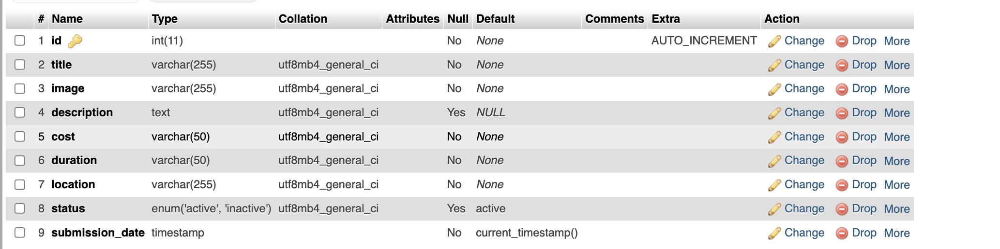 # Name Type Collation Attributes Null Default Comments Extra Action
1 id int(11) No None AUTO_INCREMENT Change Drop More
2 title varchar(255) utf8mb4_general_ci No None Change Drop More
3 image varchar(255) utf8mb4_general_ci No None Change Drop More
4 description text utf8mb4_general_ci Yes NULL Change Drop More
5 cost varchar(50) utf8mb4_general_ci No None Change Drop More
6 duration varchar(50) utf8mb4_general_ci No None Change Drop More
7 location varchar(255) utf8mb4_general_ci No None Change Drop More
8 status enum('active', 'inactive') utf8mb4_general_ci Yes active Change Drop More
9 submission_date timestamp No current_timestamp() Change Drop More